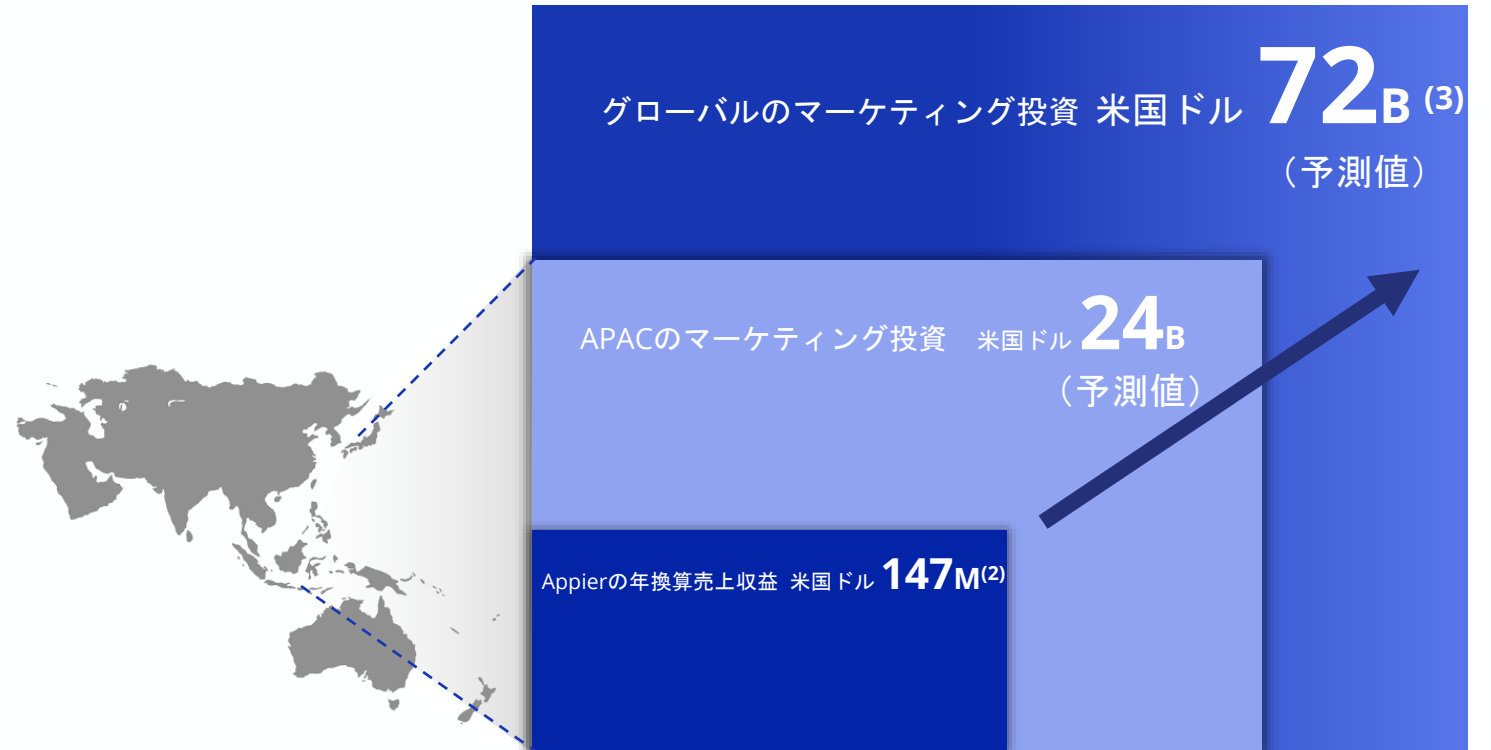 グローバルのマーケティング投資 米国ドル 72B (3)
（予測値）
APACのマーケティング投資 米国ドル 24B
（予測値）
Appierの年換算売上収益 米国ドル 147M(2)